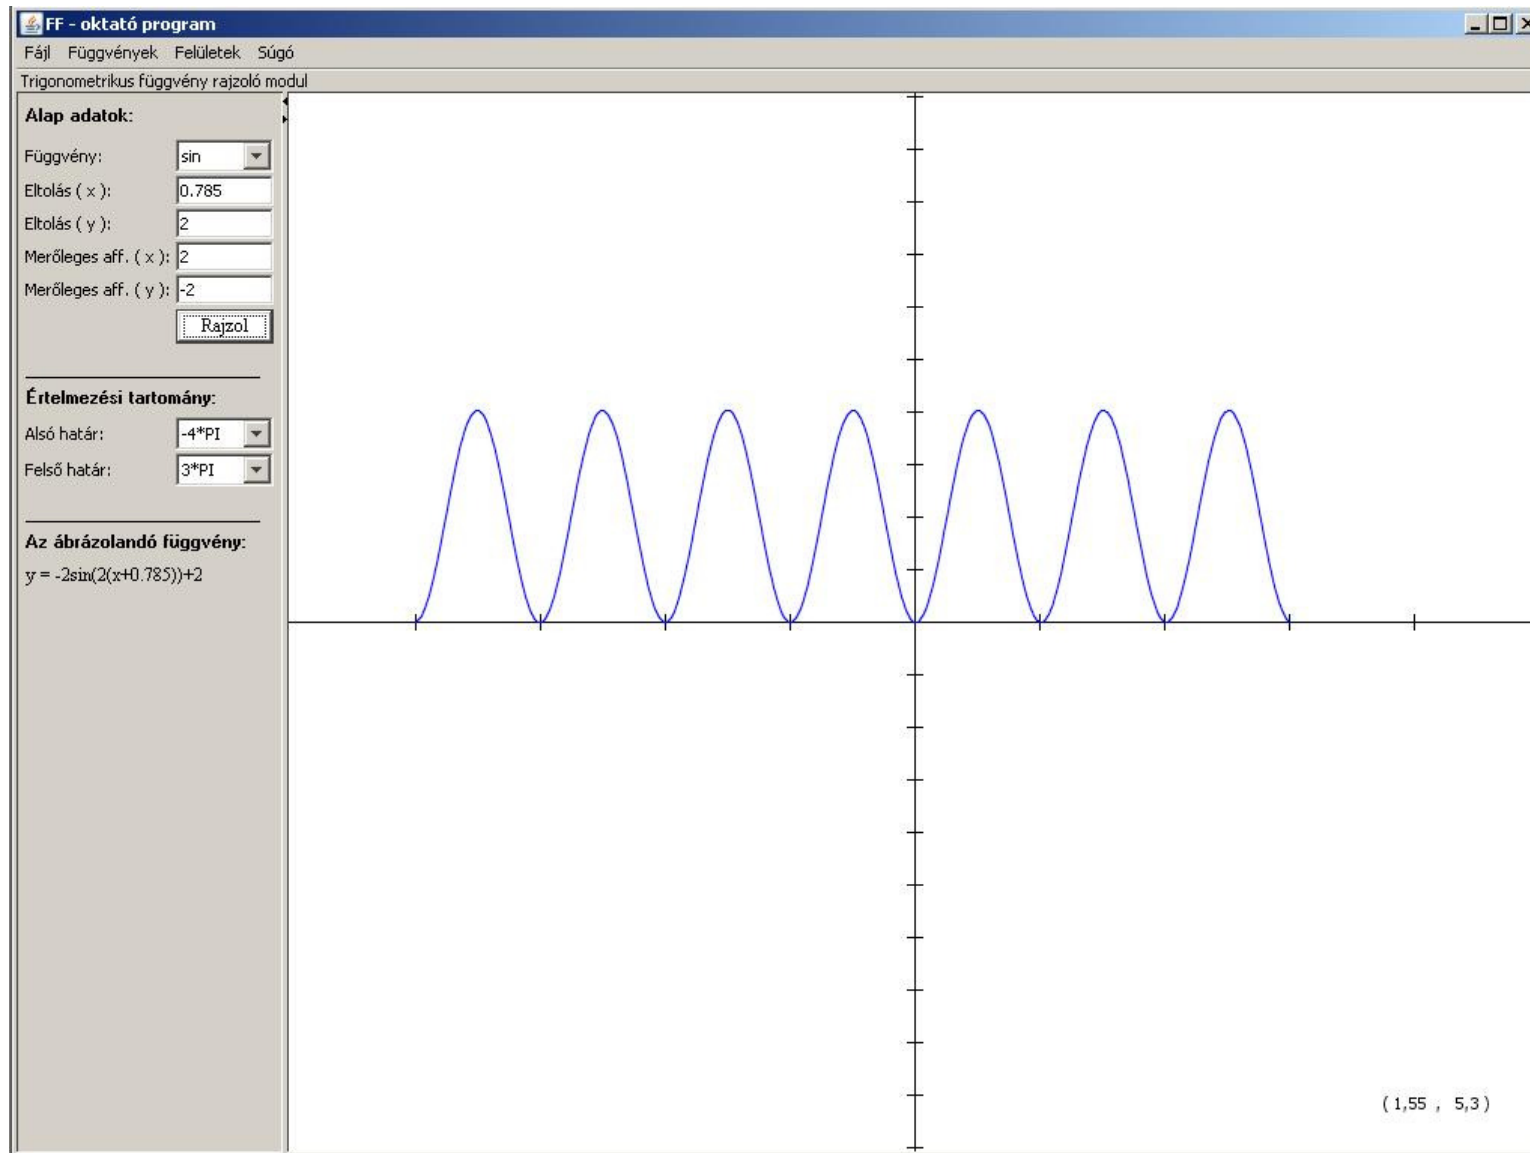 FF - oktató program
Fájl Függvények Felületek Súgó
Trigonometrikus függvény rajzoló modul
Alap adatok:
Függvény: sin
Eltolás ( x ): 0.785
Eltolás ( y ): 2
Merőleges aff. ( x ): 2
Merőleges aff. ( y ): -2
Rajzol
Értelmezési tartomány:
Alsó határ: -4*PI
Felső határ: 3*PI
Az ábrázolandó függvény:
y = -2sin(2(x+0.785))+2
( 1,55 , 5,3 )